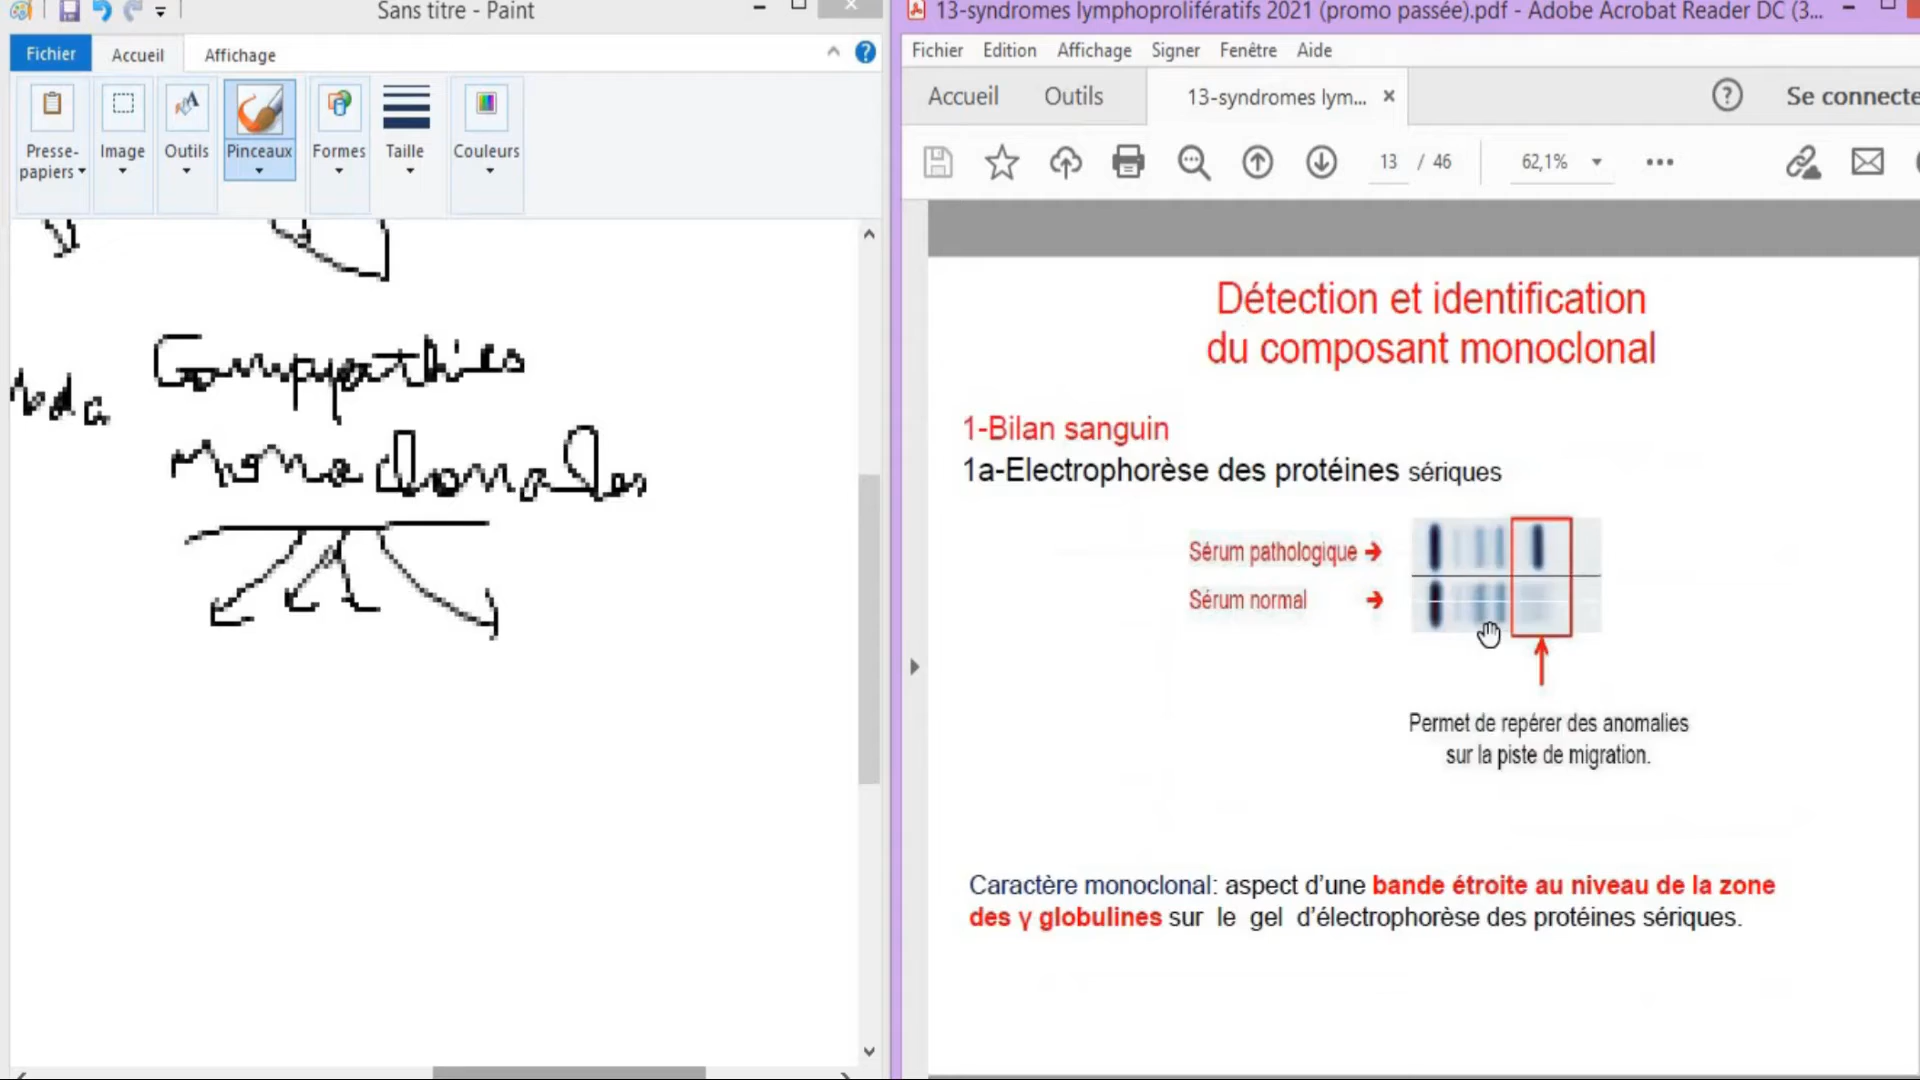 Sans titre - Paint
Fichier
Accueil
Affichage
Presse-
papiers
Image
Outils
Pinceaux
Formes
Taille
Couleurs
Monoclonales
13-syndromes lymphoprolifératifs 2021 (promo passée).pdf - Adobe Acrobat Reader DC (3...
Fichier Edition Affichage Signer Fenêtre Aide
Accueil
Outils
13-syndromes lym...
Se connecte
13 / 46
62,1%
Détection et identification
du composant monoclonal
1-Bilan sanguin
1a-Electrophorèse des protéines sériques
Sérum pathologique
Sérum normal
Permet de repérer des anomalies
sur la piste de migration.
Caractère monoclonal: aspect d’une bande étroite au niveau de la zone
des γ globulines sur le gel d’électrophorèse des protéines sériques.